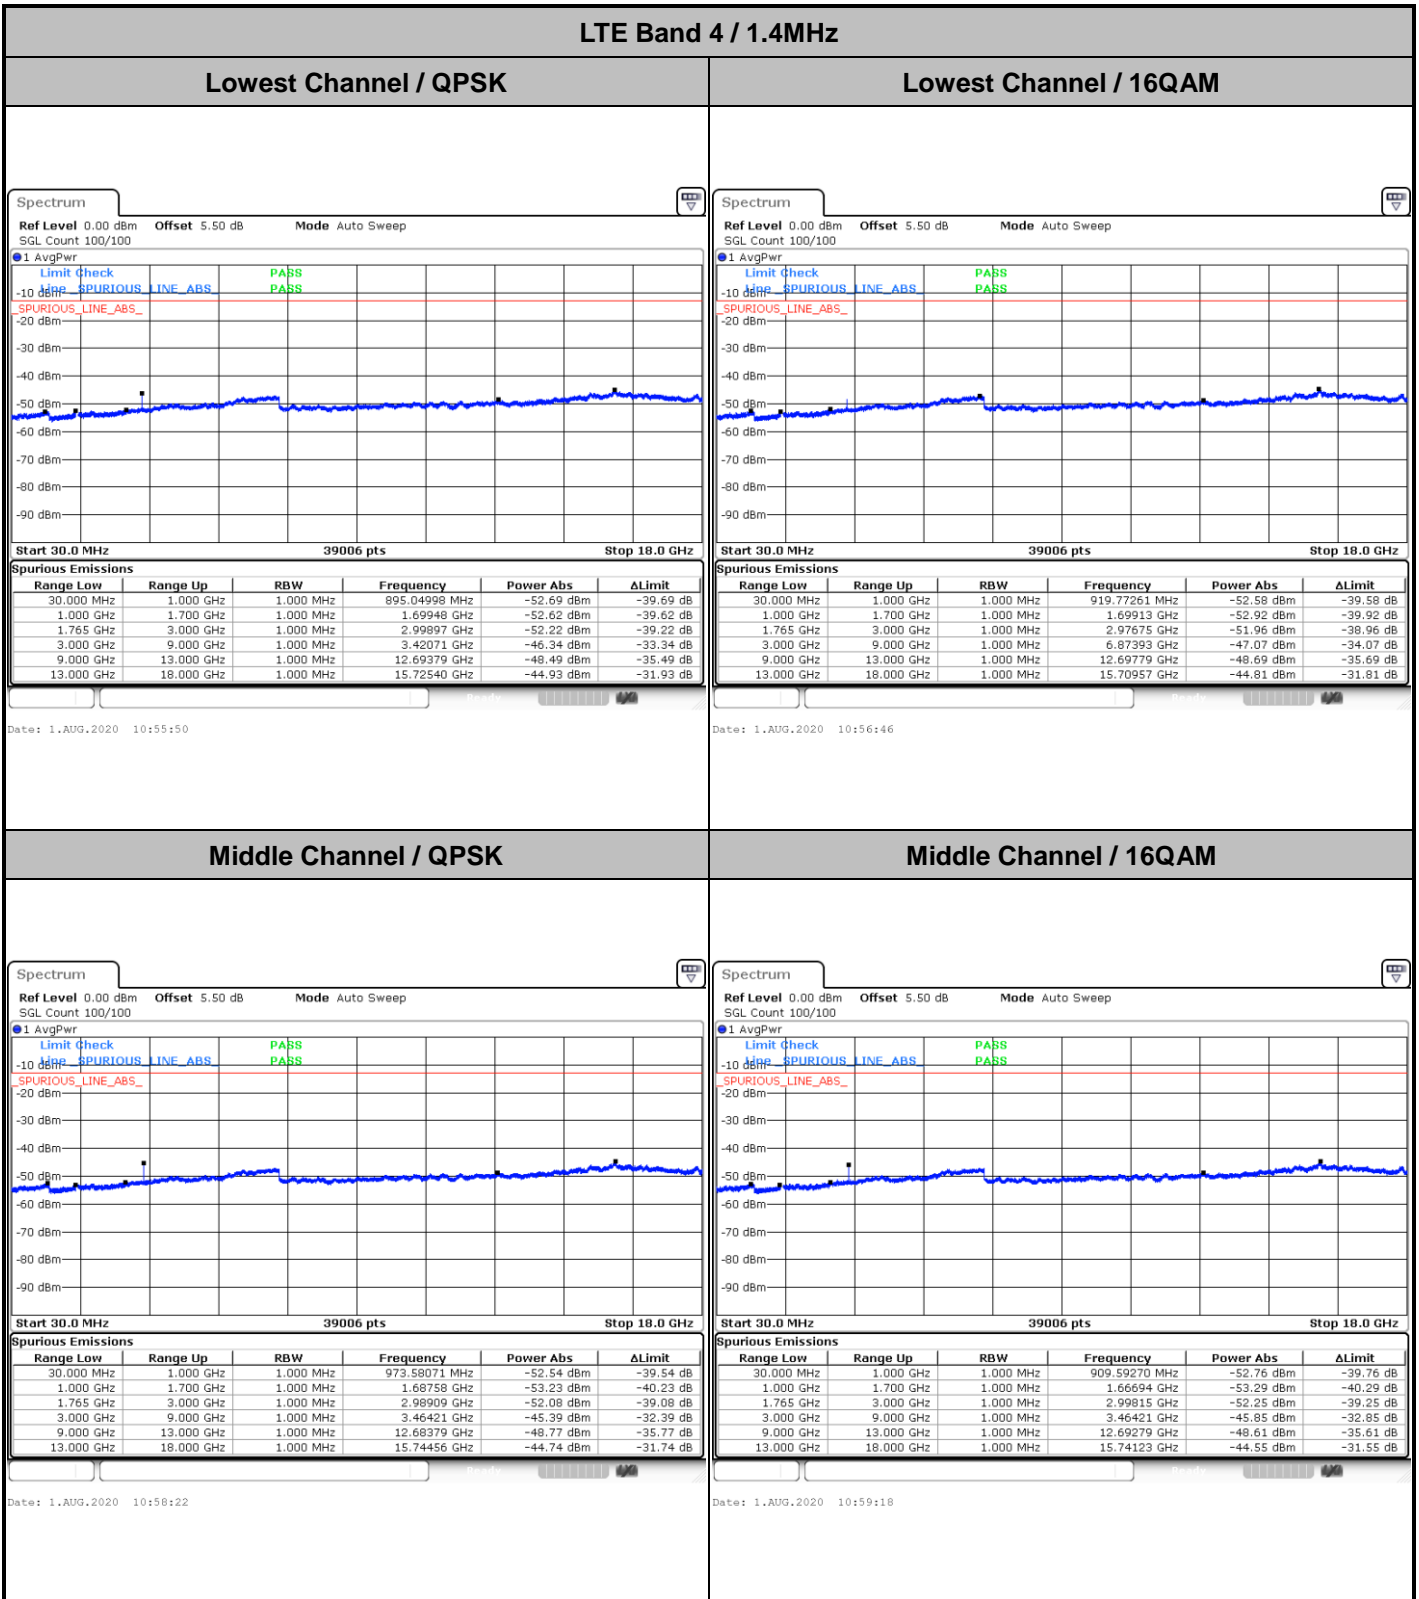 LTE Band 4 / 1.4MHz
Lowest Channel / QPSK
Lowest Channel / 16QAM
Spectrum
Ref Level 0.00 dBm Offset 5.50 dB Mode Auto Sweep
SGL Count 100/100
1 AvgPwr
Limit Check PASS
Line _SPURIOUS_LINE_ABS_ PASS
-10 dBm
_SPURIOUS_LINE_ABS_
-20 dBm
-30 dBm
-40 dBm
-50 dBm
-60 dBm
-70 dBm
-80 dBm
-90 dBm
Start 30.0 MHz 39006 pts Stop 18.0 GHz
Spurious Emissions
Range Low Range Up RBW Frequency Power Abs ΔLimit
30.000 MHz 1.000 GHz 1.000 MHz 895.04998 MHz -52.69 dBm -39.69 dB
1.000 GHz 1.700 GHz 1.000 MHz 1.69948 GHz -52.62 dBm -39.62 dB
1.765 GHz 3.000 GHz 1.000 MHz 2.99897 GHz -52.22 dBm -39.22 dB
3.000 GHz 9.000 GHz 1.000 MHz 3.42071 GHz -46.34 dBm -33.34 dB
9.000 GHz 13.000 GHz 1.000 MHz 12.69379 GHz -48.49 dBm -35.49 dB
13.000 GHz 18.000 GHz 1.000 MHz 15.72540 GHz -44.93 dBm -31.93 dB
Date: 1.AUG.2020 10:55:50
Spectrum
Ref Level 0.00 dBm Offset 5.50 dB Mode Auto Sweep
SGL Count 100/100
1 AvgPwr
Limit Check PASS
Line _SPURIOUS_LINE_ABS_ PASS
-10 dBm
_SPURIOUS_LINE_ABS_
-20 dBm
-30 dBm
-40 dBm
-50 dBm
-60 dBm
-70 dBm
-80 dBm
-90 dBm
Start 30.0 MHz 39006 pts Stop 18.0 GHz
Spurious Emissions
Range Low Range Up RBW Frequency Power Abs ΔLimit
30.000 MHz 1.000 GHz 1.000 MHz 919.77261 MHz -52.58 dBm -39.58 dB
1.000 GHz 1.700 GHz 1.000 MHz 1.69913 GHz -52.92 dBm -39.92 dB
1.765 GHz 3.000 GHz 1.000 MHz 2.97675 GHz -51.96 dBm -38.96 dB
3.000 GHz 9.000 GHz 1.000 MHz 6.87393 GHz -47.07 dBm -34.07 dB
9.000 GHz 13.000 GHz 1.000 MHz 12.69779 GHz -48.69 dBm -35.69 dB
13.000 GHz 18.000 GHz 1.000 MHz 15.70957 GHz -44.81 dBm -31.81 dB
Ready
Date: 1.AUG.2020 10:56:46
Middle Channel / QPSK
Middle Channel / 16QAM
Spectrum
Ref Level 0.00 dBm Offset 5.50 dB Mode Auto Sweep
SGL Count 100/100
1 AvgPwr
Limit Check PASS
Line _SPURIOUS_LINE_ABS_ PASS
-10 dBm
_SPURIOUS_LINE_ABS_
-20 dBm
-30 dBm
-40 dBm
-50 dBm
-60 dBm
-70 dBm
-80 dBm
-90 dBm
Start 30.0 MHz 39006 pts Stop 18.0 GHz
Spurious Emissions
Range Low Range Up RBW Frequency Power Abs ΔLimit
30.000 MHz 1.000 GHz 1.000 MHz 973.58071 MHz -52.54 dBm -39.54 dB
1.000 GHz 1.700 GHz 1.000 MHz 1.68758 GHz -53.23 dBm -40.23 dB
1.765 GHz 3.000 GHz 1.000 MHz 2.98909 GHz -52.08 dBm -39.08 dB
3.000 GHz 9.000 GHz 1.000 MHz 3.46421 GHz -45.39 dBm -32.39 dB
9.000 GHz 13.000 GHz 1.000 MHz 12.68379 GHz -48.77 dBm -35.77 dB
13.000 GHz 18.000 GHz 1.000 MHz 15.74456 GHz -44.74 dBm -31.74 dB
Date: 1.AUG.2020 10:58:22
Spectrum
Ref Level 0.00 dBm Offset 5.50 dB Mode Auto Sweep
SGL Count 100/100
1 AvgPwr
Limit Check PASS
Line _SPURIOUS_LINE_ABS_ PASS
-10 dBm
_SPURIOUS_LINE_ABS_
-20 dBm
-30 dBm
-40 dBm
-50 dBm
-60 dBm
-70 dBm
-80 dBm
-90 dBm
Start 30.0 MHz 39006 pts Stop 18.0 GHz
Spurious Emissions
Range Low Range Up RBW Frequency Power Abs ΔLimit
30.000 MHz 1.000 GHz 1.000 MHz 909.59270 MHz -52.76 dBm -39.76 dB
1.000 GHz 1.700 GHz 1.000 MHz 1.66694 GHz -53.29 dBm -40.29 dB
1.765 GHz 3.000 GHz 1.000 MHz 2.99815 GHz -52.25 dBm -39.25 dB
3.000 GHz 9.000 GHz 1.000 MHz 3.46421 GHz -45.85 dBm -32.85 dB
9.000 GHz 13.000 GHz 1.000 MHz 12.69279 GHz -48.61 dBm -35.61 dB
13.000 GHz 18.000 GHz 1.000 MHz 15.74123 GHz -44.55 dBm -31.55 dB
Ready
Date: 1.AUG.2020 10:59:18